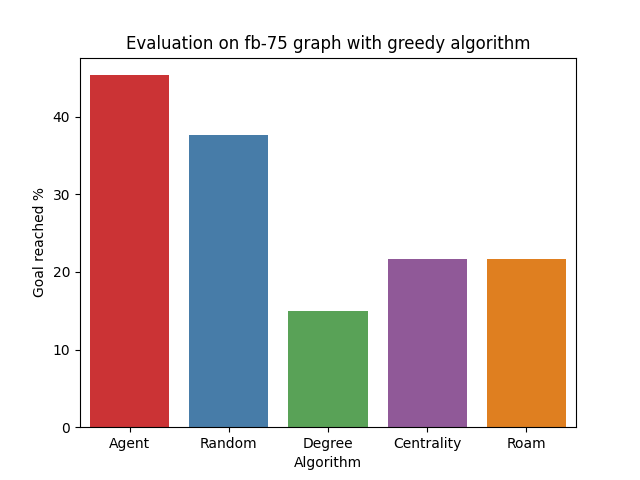 Evaluation on fb-75 graph with greedy algorithm
Goal reached %
40
30
20
10
0
Agent Random Degree Centrality Roam
Algorithm